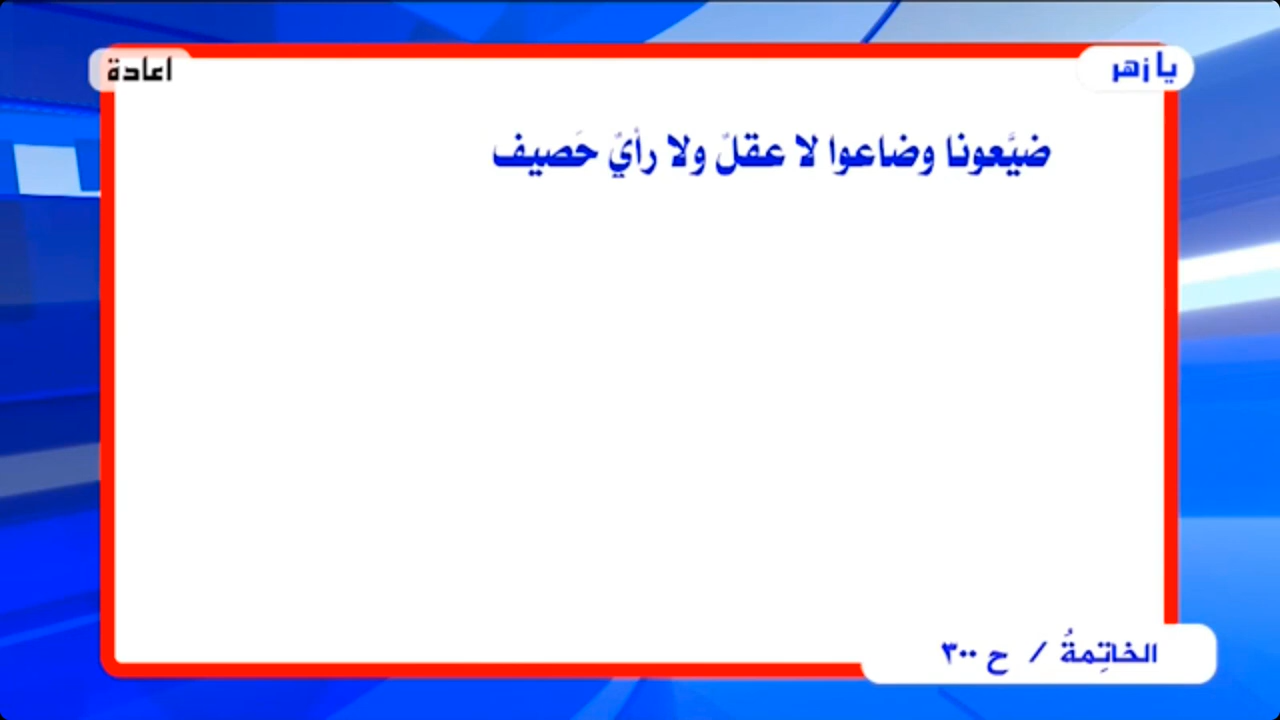 يا زهر
اعادة
ضيَّعونا وضاعوا لا عقلٌ ولا رأيٌ حَصيف
الخاتِمةُ / ح ٣٠٠